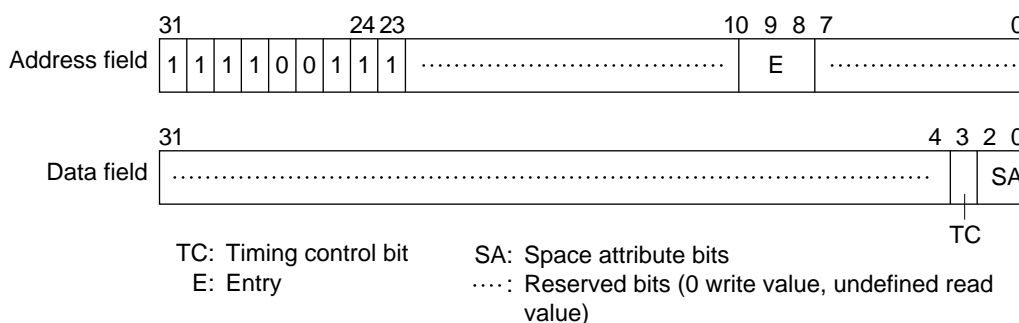 31 24 23 10 9 8 7 0
Address field 1 1 1 1 0 0 1 1 1 ................ E ................
31 4 3 2 0
Data field ................ SA
TC
TC: Timing control bit SA: Space attribute bits
E: Entry ····: Reserved bits (0 write value, undefined read
value)